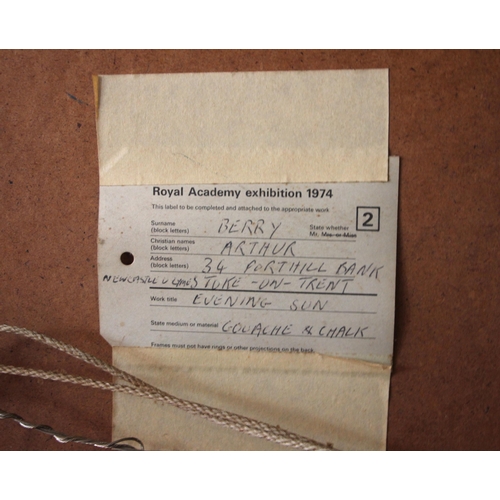 Royal Academy exhibition 1974
This label to be completed and attached to the appropriate work
2
Surname BERRY State whether
(block letters) Mr, Mrs. or Miss
Christian names ARTHUR
(block letters)
Address 34 PORTHILL BANK
(block letters)
NEWCASTLE U LYME STOKE-ON-TRENT
Work title EVENING SUN
State medium or material GOUACHE & CHALK
Frames must not have rings or other projections on the back